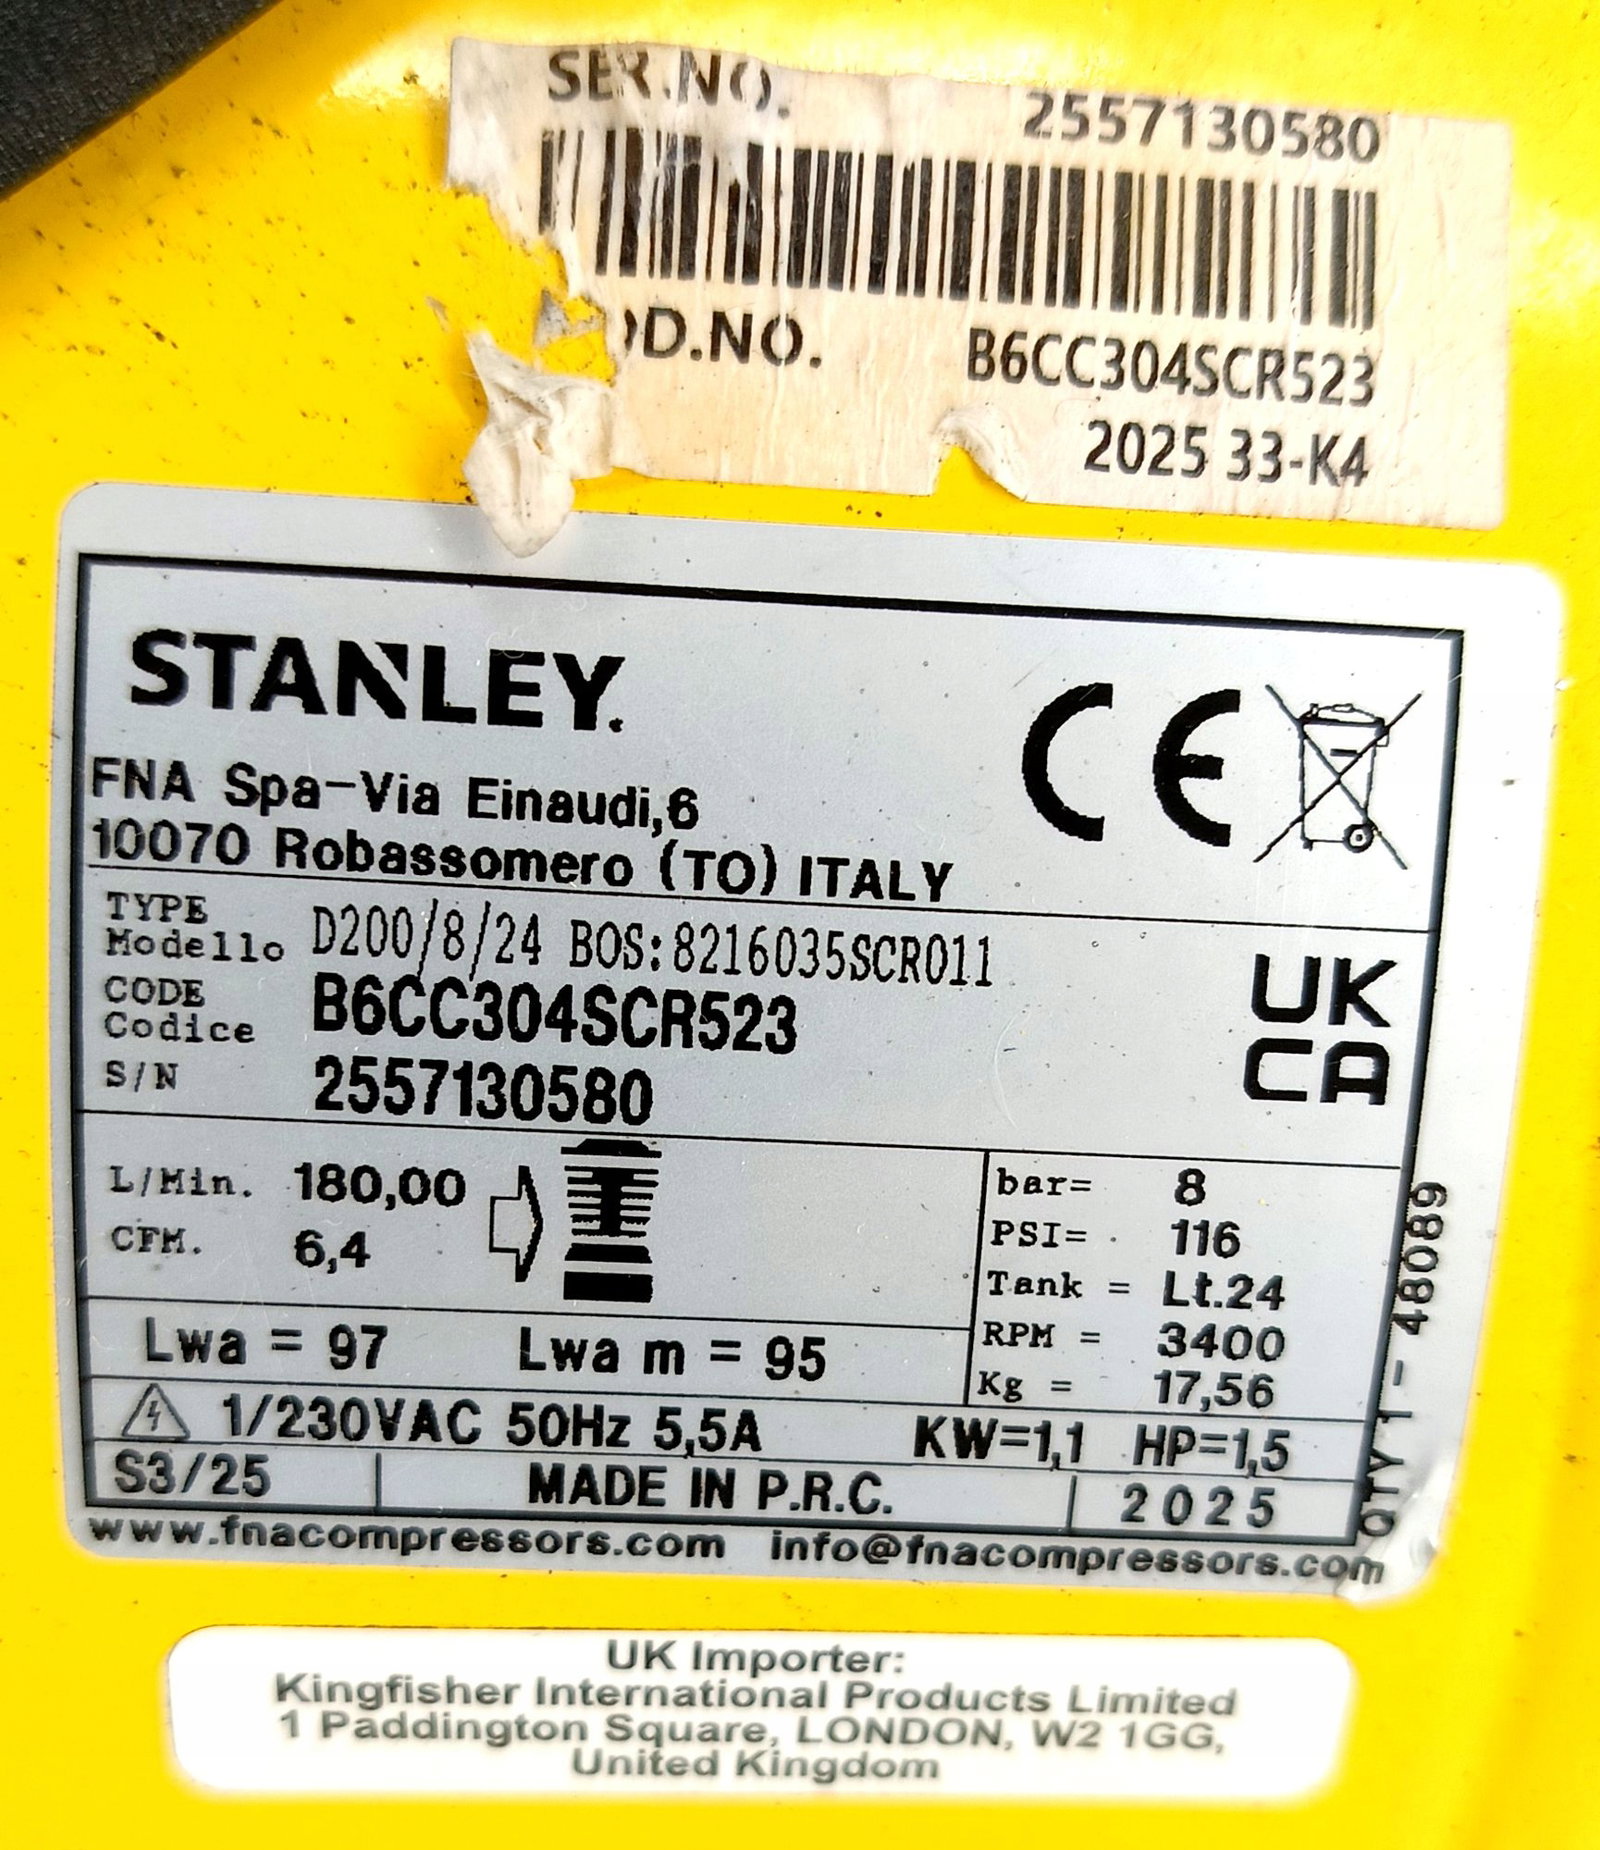 SER.NO. 2557130580
OD.NO. B6CC304SCR523
2025 33-K4
STANLEY.
CE
FNA Spa-Via Einaudi,6
10070 Robassomero (TO) ITALY
TYPE
Modello D200/8/24 BOS:8216035SCR011
CODE
Codice B6CC304SCR523
S/N 2557130580
UK
CA
L/Min. 180,00
CFM. 6,4
bar= 8
PSI= 116
Tank = Lt.24
RPM = 3400
Kg = 17,56
Lwa = 97 Lwa m = 95
1/230VAC 50Hz 5,5A KW=1,1 HP=1,5
S3/25 MADE IN P.R.C. 2025
www.fnacompressors.com info@fnacompressors.com
QTY 1 - 48089
UK Importer:
Kingfisher International Products Limited
1 Paddington Square, LONDON, W2 1GG,
United Kingdom